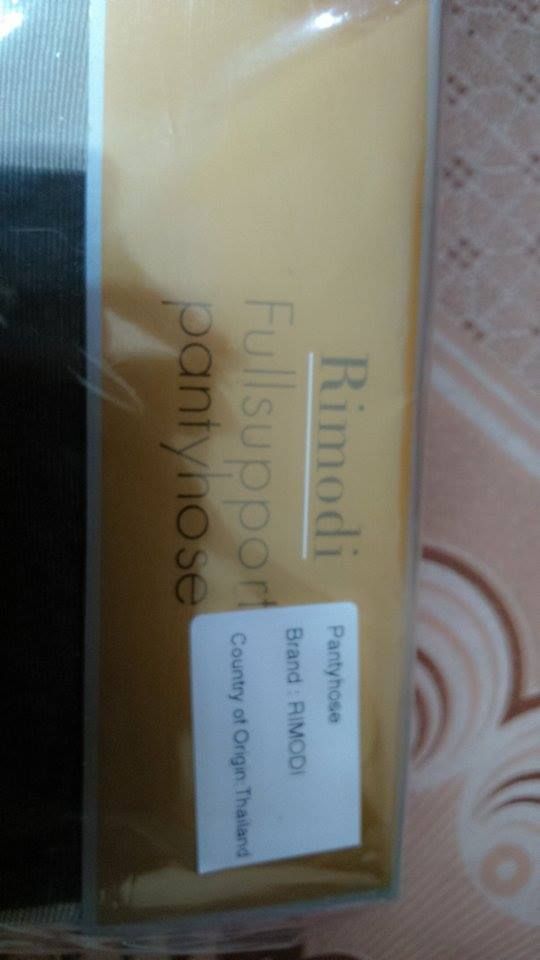 Rimodi
Fullsupport
pantyhose
Pantyhose
Brand : RIMODI
Country of Origin:Thailand